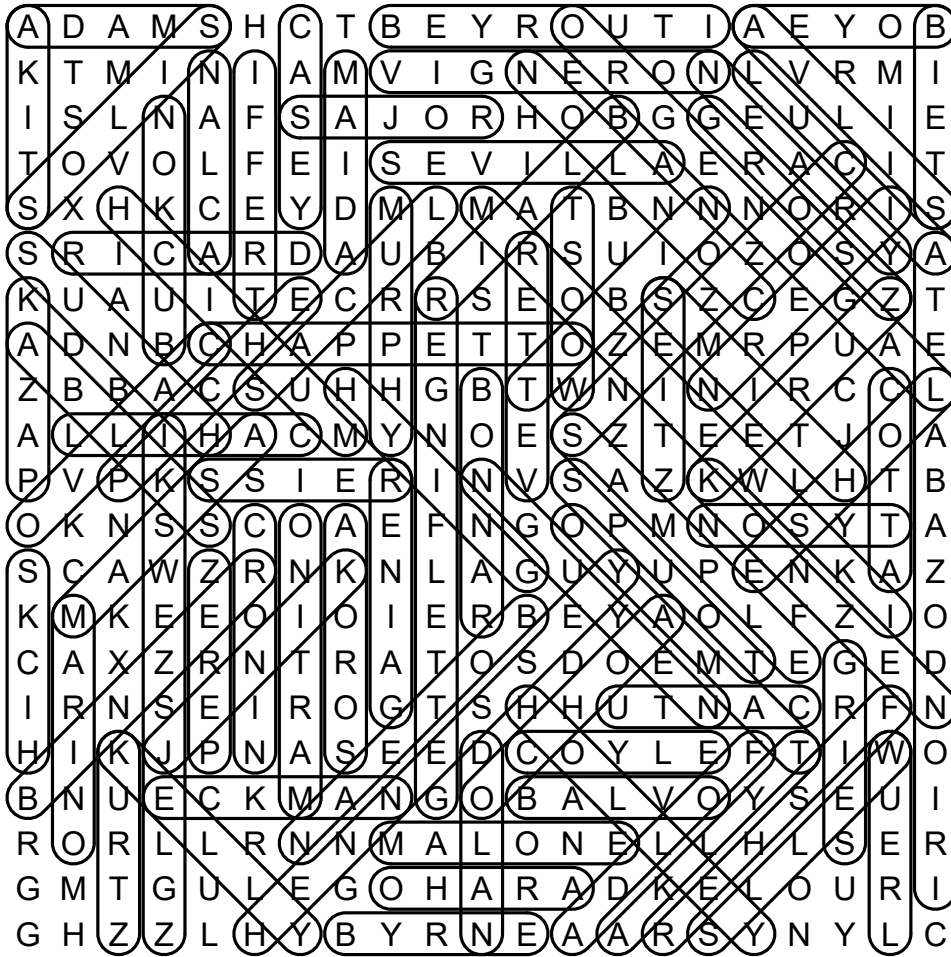 A D A M S H C T B E Y R O U T I A E Y O B
K T M I N I A M V I G N E R O N L V R M I
I S L N A F S A J O R H O B G G E U L I E
T O V O L F E I S E V I L L A E R A C I T
S X H K C E Y D M L M A T B N N N O R I S
S R I C A R D A U B I R S U I O Z O S Y A
K U A U I T E C R R S E O B S Z C E G Z T
A D N B C H A P P E T T O Z E M R P U A E
Z B B A C S U H H G B T W N I N I R C C L
A L L I H A C M Y N O E S Z T E E T J O A
P V P K S S I E R I N V S A Z K W L H T B
O K N S S C O A E F N G O P M N O S Y T A
S C A W Z R N K N L A G U Y U P E N K A Z
K M K E E O I O I E R B E Y A O L F Z I O
C A X Z R N T R A T O S D O E M T E G E D
I R N S E I R O G T S H H U T N A C R F N
H I K J P N A S E E D C O Y L E F T I W O
B N U E C K M A N G O B A L V O Y S E U I
R O R L L R N N M A L O N E L L H L S E R
G M T G U L E G O H A R A D K E L O U R I
G H Z Z L H Y B Y R N E A A R S Y N Y L C